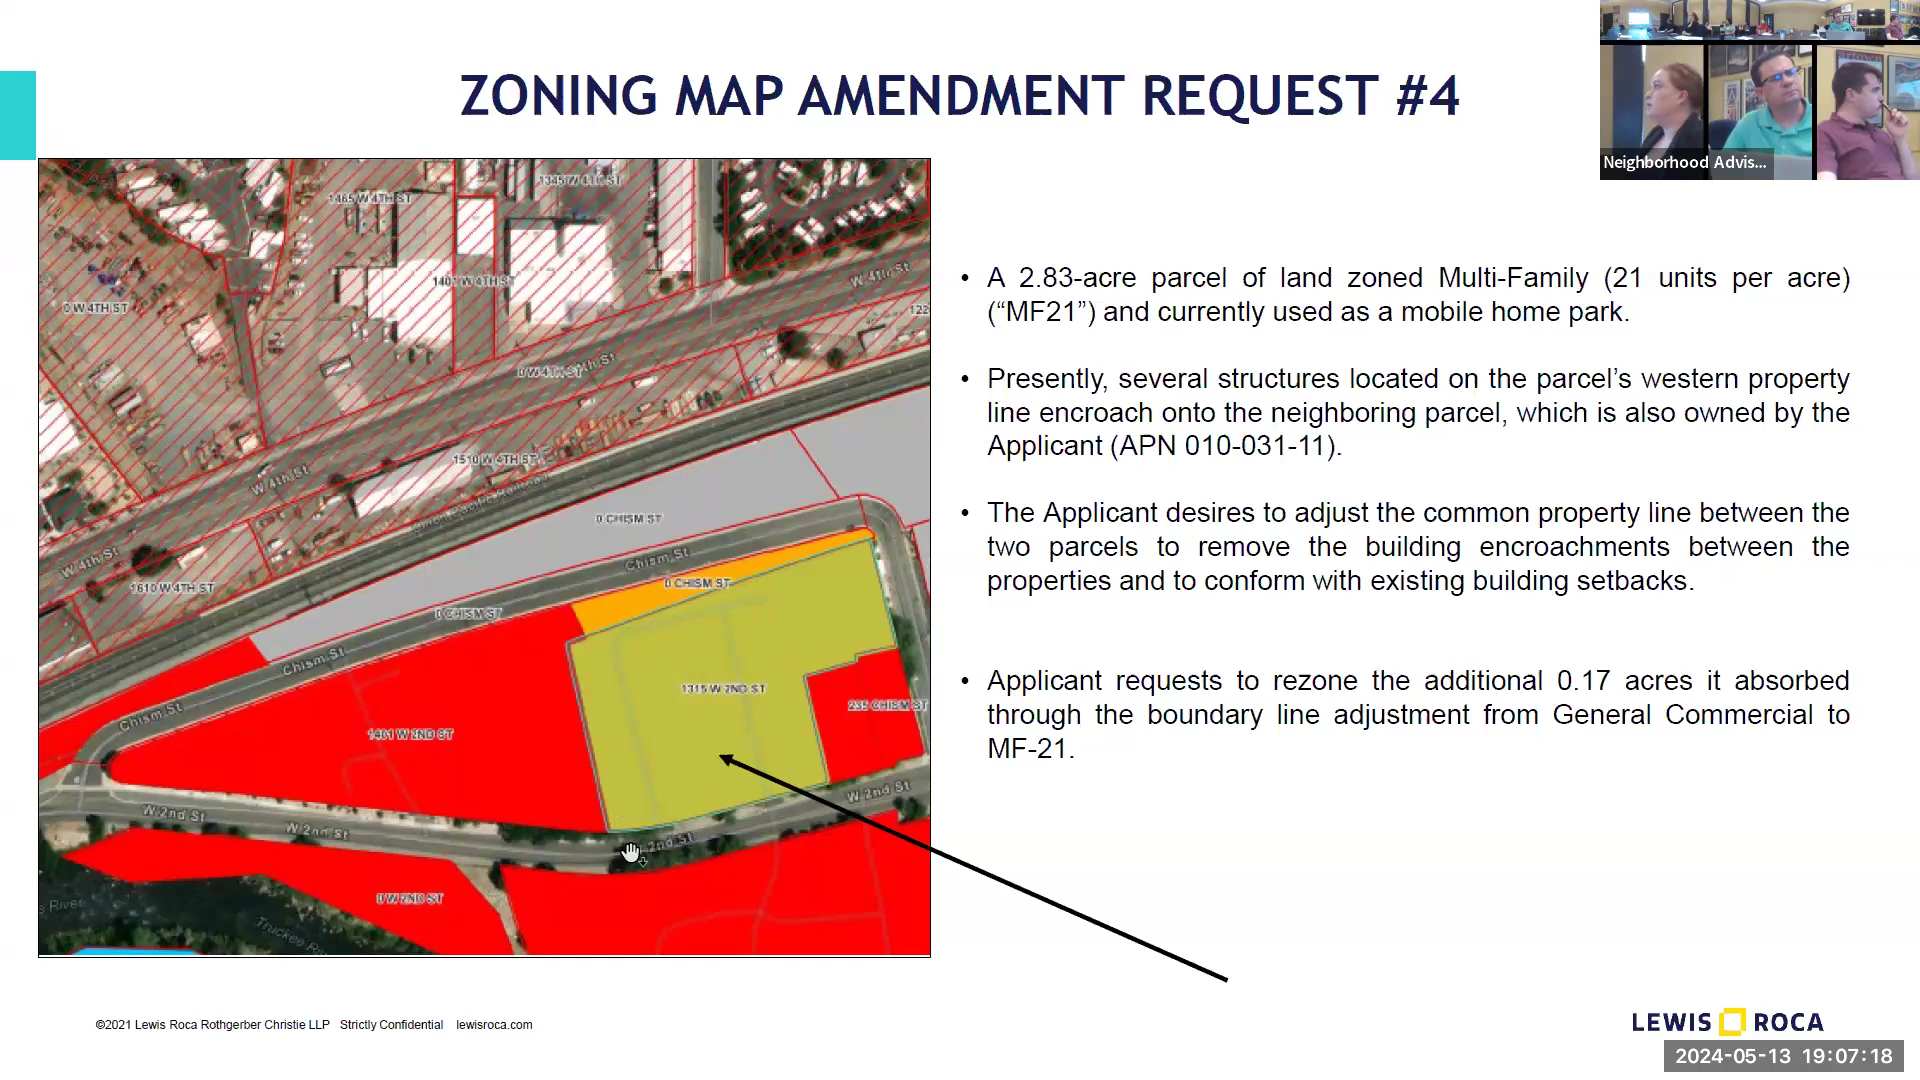 ZONING MAP AMENDMENT REQUEST #4
Neighborhood Advis...
• A 2.83-acre parcel of land zoned Multi-Family (21 units per acre)
(“MF21”) and currently used as a mobile home park.
• Presently, several structures located on the parcel’s western property
line encroach onto the neighboring parcel, which is also owned by the
Applicant (APN 010-031-11).
• The Applicant desires to adjust the common property line between the
two parcels to remove the building encroachments between the
properties and to conform with existing building setbacks.
• Applicant requests to rezone the additional 0.17 acres it absorbed
through the boundary line adjustment from General Commercial to
MF-21.
1345 W 4TH ST
1465 W 4TH ST
1401 W 4TH ST
W 4th St
0 W 4TH ST
122
0 W 4TH ST
1510 W 4TH ST
W 4th St
0 CHISM ST
W 4th St
Chism St
0 CHISM ST
1610 W 4TH ST
0 CHISM ST
Chism St
1315 W 2ND ST
235 CHISM ST
Chism St
1401 W 2ND ST
W 2nd St
W 2nd St
W 2nd St
2nd St
0 W 2ND ST
River
Truckee
©2021 Lewis Roca Rothgerber Christie LLP Strictly Confidential lewisroca.com
LEWIS ROCA
2024-05-13 19:07:18